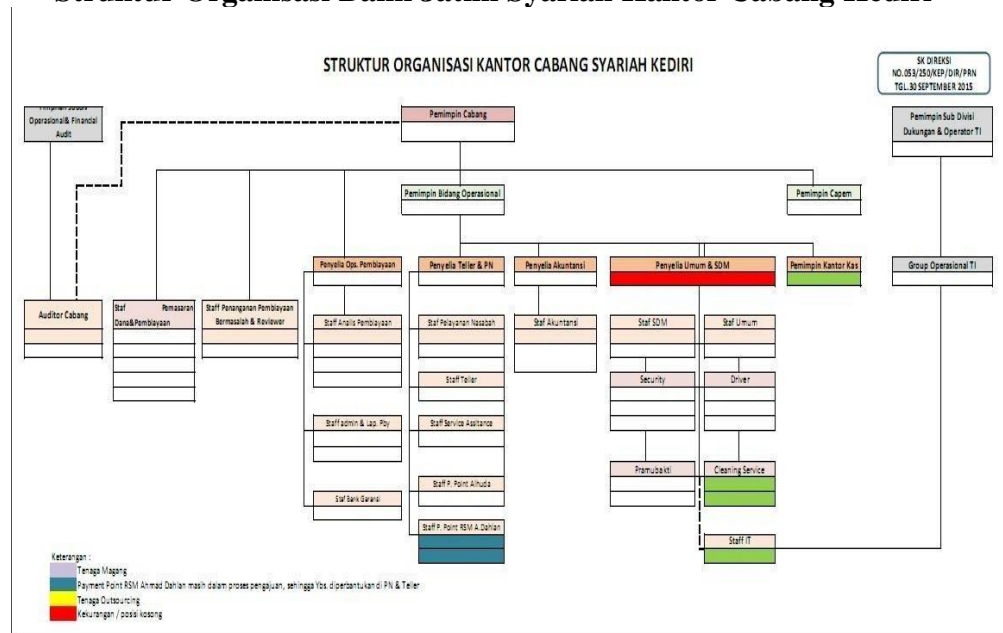 Struktur Organisasi Bank Jatim Syariah Kantor Cabang Kediri
STRUKTUR ORGANISASI KANTOR CABANG SYARIAH KEDIRI
SK DIREKSI
NO.053/250/KEP/DIR/PRN
TGL.30 SEPTEMBER 2015
Operasional& Financial
Audit
Pemimpin Cabang
Pemimpin Sub Divisi
Dukungan & Operator TI
Pemimpin Bidang Operasional
Pemimpin Capem
Penyelia Ops. Pembiayaan
Penyelia Teller & PN
Penyelia Akuntansi
Penyelia Umum & SDM
Pemimpin Kantor Kas
Group Operasional TI
Auditor Cabang
Staf Pemasaran
Dana&Pembiayaan
Staff Penanganan Pembiayaan
Bermasalah & Reviewer
Staff Analis Pembiayaan
Staf Pelayanan Nasabah
Staf Akuntansi
Staf SDM
Staf Umum
Staff Teller
Security
Driver
Staff admin & Lap. Pby
Staff Service Assitance
Staff P. Point Alhuda
Pramubakti
Cleaning Service
Staf Bank Garansi
Staff P. Point RSM A.Dahlan
Staff IT
Keterangan :
Tenaga Magang
Payment Point RSM Ahmad Dahlan masih dalam proses pengajuan, sehingga Ybs. diperbantukan di PN & Teller
Tenaga Outsourcing
Kekurangan / posisi kosong